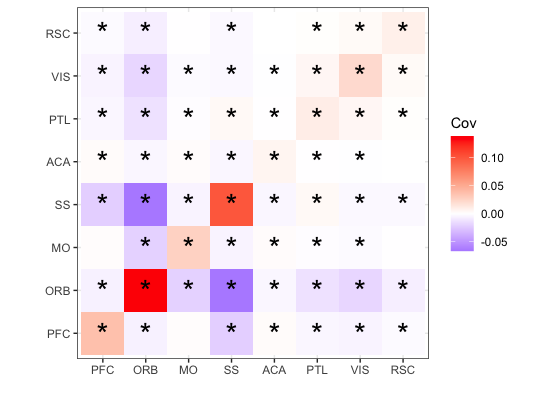 RSC * * * * * *
VIS * * * * * * * *
PTL * * * * * * * *
ACA * * * * * * *
SS * * * * * * * *
MO * * * * * *
ORB * * * * * * * *
PFC * * * * * * *
PFC ORB MO SS ACA PTL VIS RSC
Cov
0.10
0.05
0.00
-0.05